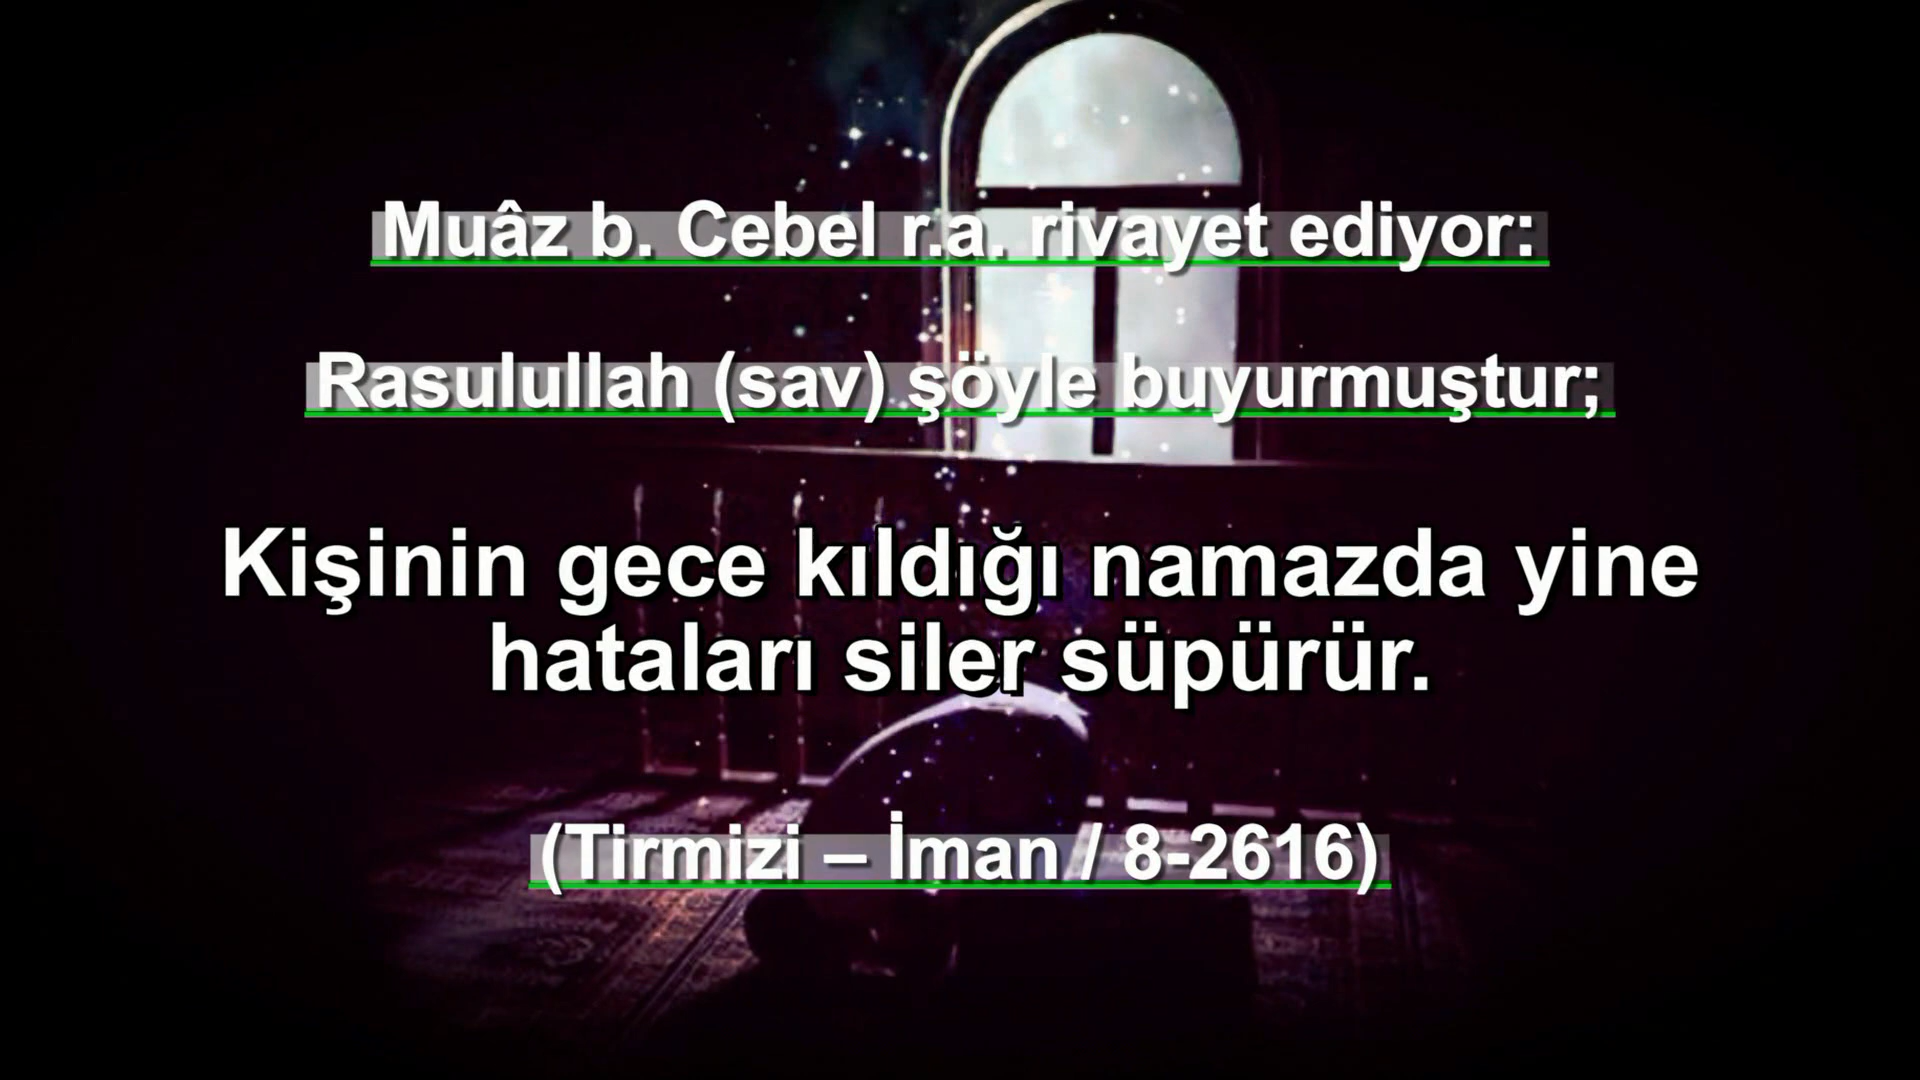 Muâz b. Cebel r.a. rivayet ediyor:
Rasulullah (sav) şöyle buyurmuştur;
Kişinin gece kıldığı namazda yine
hataları siler süpürür.
(Tirmizi – İman / 8-2616)